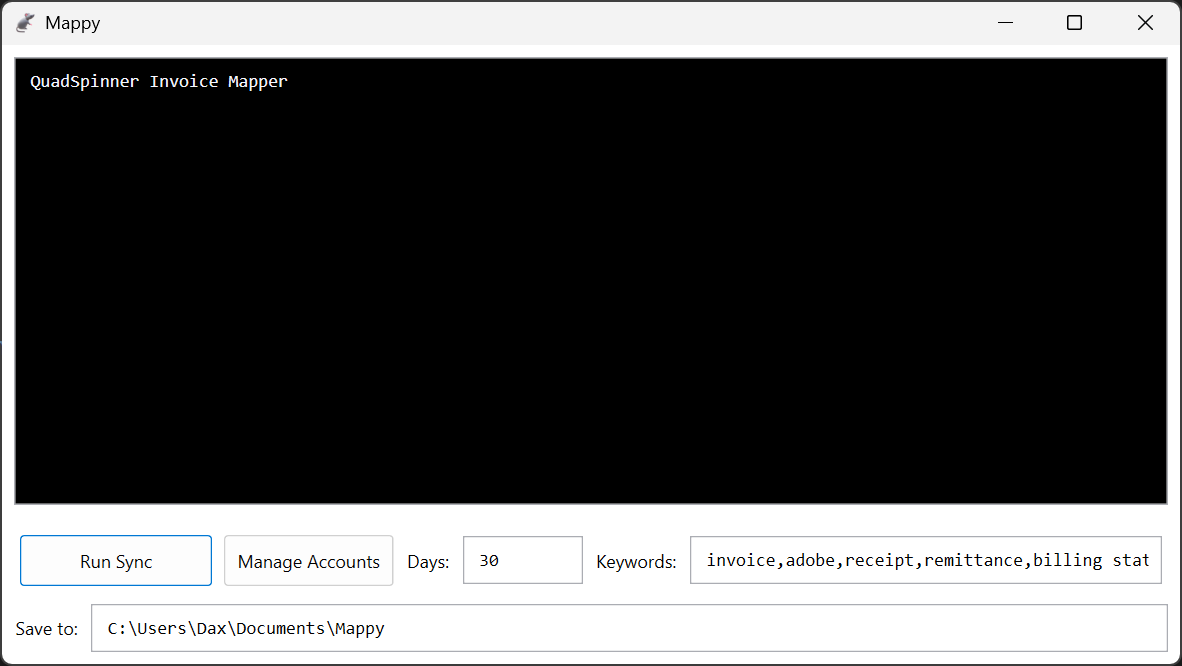 Mappy
QuadSpinner Invoice Mapper
Run Sync
Manage Accounts
Days:
30
Keywords:
invoice,adobe,receipt,remittance,billing stat
Save to:
C:\Users\Dax\Documents\Mappy